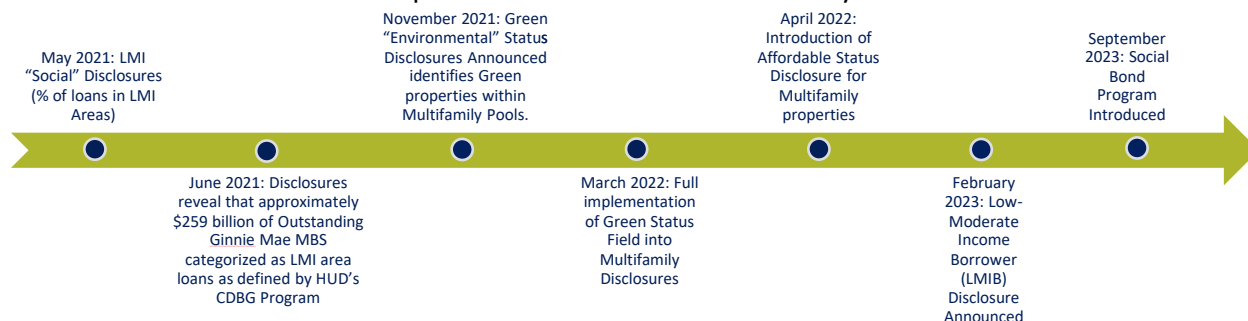 November 2021: Green
“Environmental” Status
Disclosures Announced
identifies Green
properties within
Multifamily Pools.
April 2022:
Introduction of
Affordable Status
Disclosure for
Multifamily
properties
May 2021: LMI
“Social” Disclosures
(% of loans in LMI
Areas)
September
2023: Social
Bond
Program
Introduced
June 2021: Disclosures
reveal that approximately
$259 billion of Outstanding
Ginnie Mae MBS
categorized as LMI area
loans as defined by HUD’s
CDBG Program
March 2022: Full
implementation
of Green Status
Field into
Multifamily
Disclosures
February
2023: Low-
Moderate
Income
Borrower
(LMIB)
Disclosure
Announced